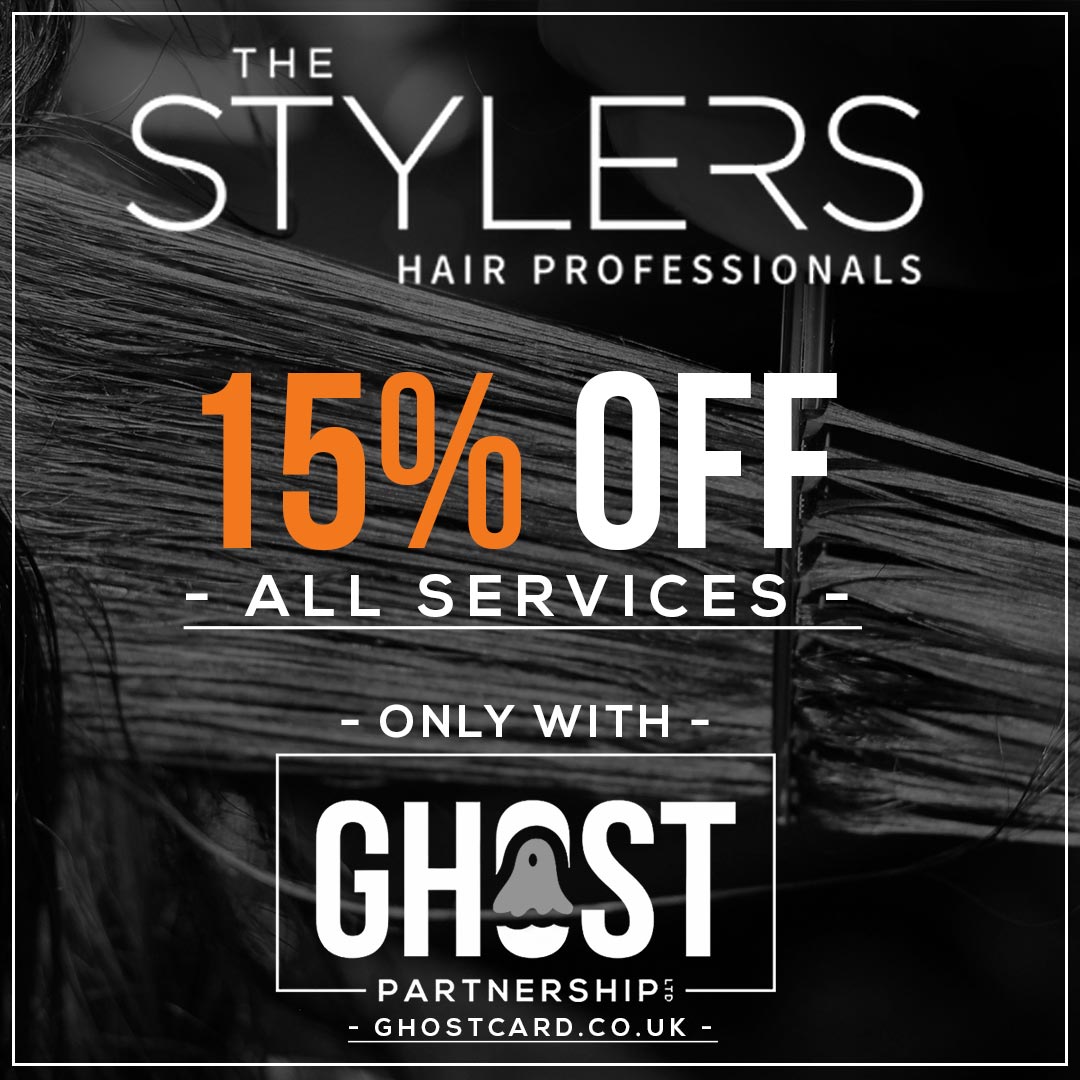 THE
STYLERS
HAIR PROFESSIONALS
15% OFF
- ALL SERVICES -
- ONLY WITH -
GHOST
PARTNERSHIP LTD
- GHOSTCARD.CO.UK -